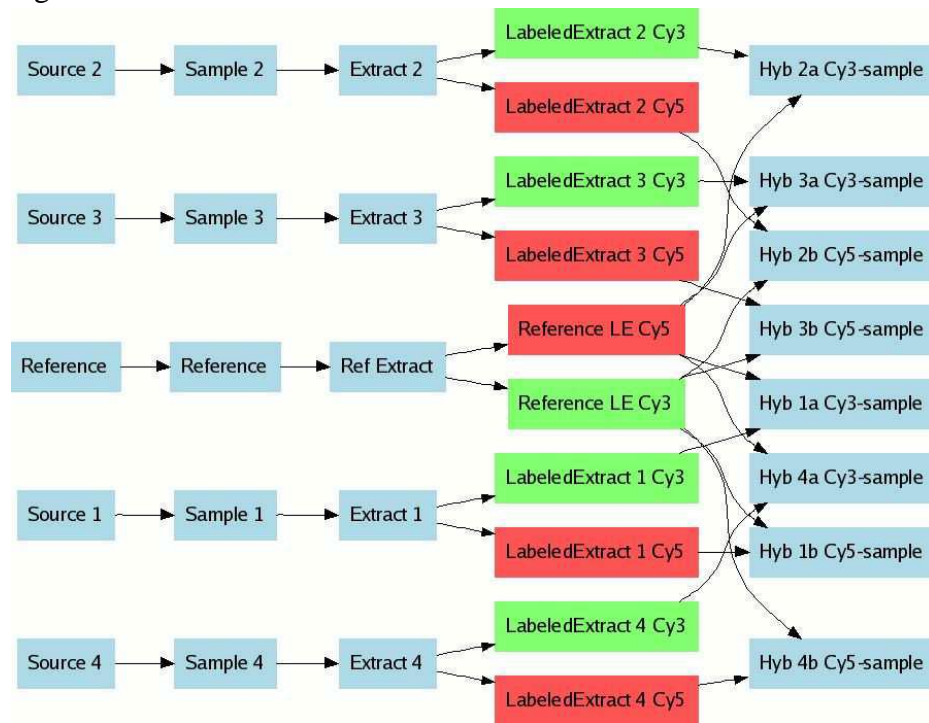 Source 2
Sample 2
Extract 2
LabeledExtract 2 Cy3
LabeledExtract 2 Cy5
Hyb 2a Cy3-sample
Source 3
Sample 3
Extract 3
LabeledExtract 3 Cy3
LabeledExtract 3 Cy5
Hyb 3a Cy3-sample
Hyb 2b Cy5-sample
Reference
Reference
Ref Extract
Reference LE Cy5
Reference LE Cy3
Hyb 3b Cy5-sample
Hyb 1a Cy3-sample
Source 1
Sample 1
Extract 1
LabeledExtract 1 Cy3
LabeledExtract 1 Cy5
Hyb 4a Cy3-sample
Hyb 1b Cy5-sample
Source 4
Sample 4
Extract 4
LabeledExtract 4 Cy3
LabeledExtract 4 Cy5
Hyb 4b Cy5-sample